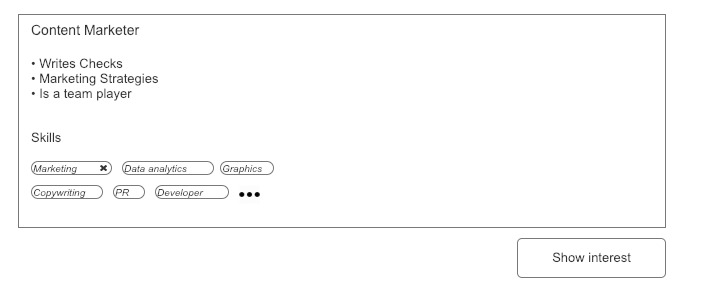 Content Marketer
• Writes Checks
• Marketing Strategies
• Is a team player
Skills
Marketing ✖ Data analytics Graphics
Copywriting PR Developer •••
Show interest